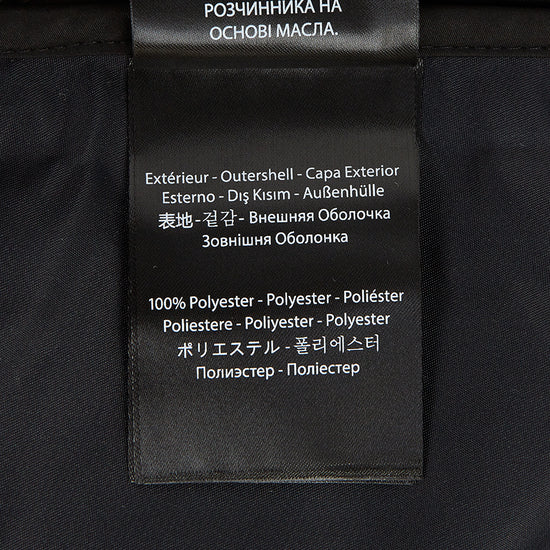 РОЗЧИННИКА НА
ОСНОВІ МАСЛА.
Extérieur - Outershell - Capa Exterior
Esterno - Dış Kısım - Außenhülle
表地 - 겉감 - Внешняя Оболочка
Зовнішня Оболонка
100% Polyester - Polyester - Poliéster
Poliestere - Poliyester - Polyester
ポリエステル - 폴리에스터
Полиэстер - Поліестер